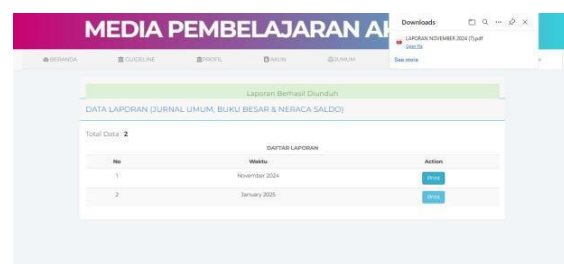 MEDIA PEMBELAJARAN AK
Downloads
LAPORAN NOVEMBER 2024 (7).pdf
Open file
See more
BERANDA GUIDELINE PROFIL AKUN JUMUM
Laporan Berhasil Diunduh
DATA LAPORAN (JURNAL UMUM, BUKU BESAR & NERACA SALDO)
Total Data : 2
DAFTAR LAPORAN
No Waktu Action
1 November 2024 Print
2 January 2025 Print